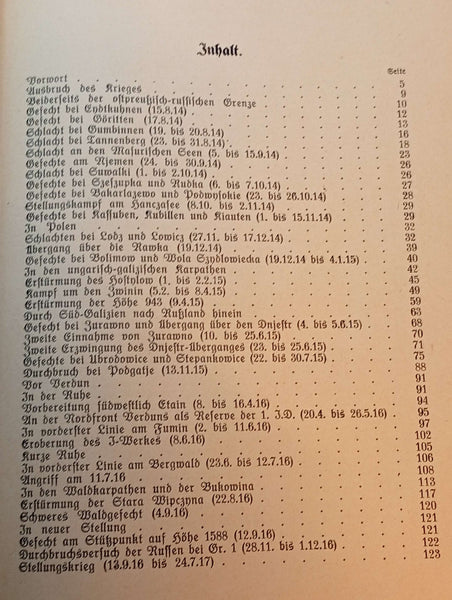 Inhalt.
Seite
Vorwort . . . 5
Ausbruch des Krieges . . . 9
Beiderseits der ostpreußisch-russischen Grenze . . . 10
Gefecht bei Eydtkuhnen (15.8.14) . . . 12
Gefecht bei Göritten (17.8.14) . . . 13
Schlacht bei Gumbinnen (19. bis 20.8.14) . . . 16
Schlacht bei Tannenberg (23. bis 31.8.14) . . . 18
Schlacht an den Masurischen Seen (5. bis 15.9.14) . . . 23
Gefechte am Njemen (24. bis 30.9.14) . . . 26
Schlacht bei Suwalki (1. bis 2.10.14) . . . 26
Gefechte bei Szeszupka und Rudka (6. bis 7.10.14) . . . 27
Gefechte bei Bakarlazewo und Podwysokie (23. bis 26.10.14) . . . 28
Stellungskampf am Hanczasee (8.10. bis 2.11.14) . . . 29
Gefechte bei Kassuben, Kubillen und Kiauten (1. bis 15.11.14) . . . 29
In Polen . . . 32
Schlachten bei Lodz und Lowicz (27.11. bis 17.12.14) . . . 32
Übergang über die Rawka (19.12.14) . . . 39
Gefechte bei Bolimow und Wola Szydlowiecka (19.12.14 bis 4.1.15) . . . 40
In den ungarisch-galizischen Karpathen . . . 42
Erstürmung des Hostylow (1. bis 2.2.15) . . . 45
Kampf um den Zwinin (5.2. bis 8.4.15) . . . 49
Erstürmung der Höhe 943 (9.4.15) . . . 59
Durch Süd-Galizien nach Rußland hinein . . . 63
Gefecht bei Zurawno und Übergang über den Dnjestr (4. bis 5.6.15) . . . 68
Zweite Einnahme von Zurawno (10. bis 25.6.15) . . . 70
Zweite Erzwingung des Dnjestr-Überganges (23. bis 25.6.15) . . . 71
Gefechte bei Ubrodowice und Stepankowice (22. bis 30.7.15) . . . 75
Durchbruch bei Podgatje (13.11.15) . . . 88
Vor Verdun . . . 91
In der Ruhe . . . 91
Vorbereitung südwestlich Etain (8. bis 16.4.16) . . . 94
An der Nordfront Verduns als Reserve der 1. J.D. (20.4. bis 26.5.16) . . . 95
In vorderster Linie am Fumin (2. bis 11.6.16) . . . 97
Eroberung des J-Werkes (8.6.16) . . . 102
Kurze Ruhe . . . 105
In vorderster Linie am Bergwald (23.6. bis 12.7.16) . . . 106
Angriff am 11.7.16 . . . 108
In den Waldkarpathen und der Bukowina . . . 113
Erstürmung der Stara Wipczyna (22.8.16) . . . 117
Schweres Waldgefecht (4.9.16) . . . 120
In neuer Stellung . . . 121
Gefecht am Stützpunkt auf Höhe 1588 (12.9.16) . . . 121
Durchbruchsversuch der Russen bei Gr. 1 (28.11. bis 1.12.16) . . . 122
Stellungskrieg (13.9.16 bis 24.7.17) . . . 123